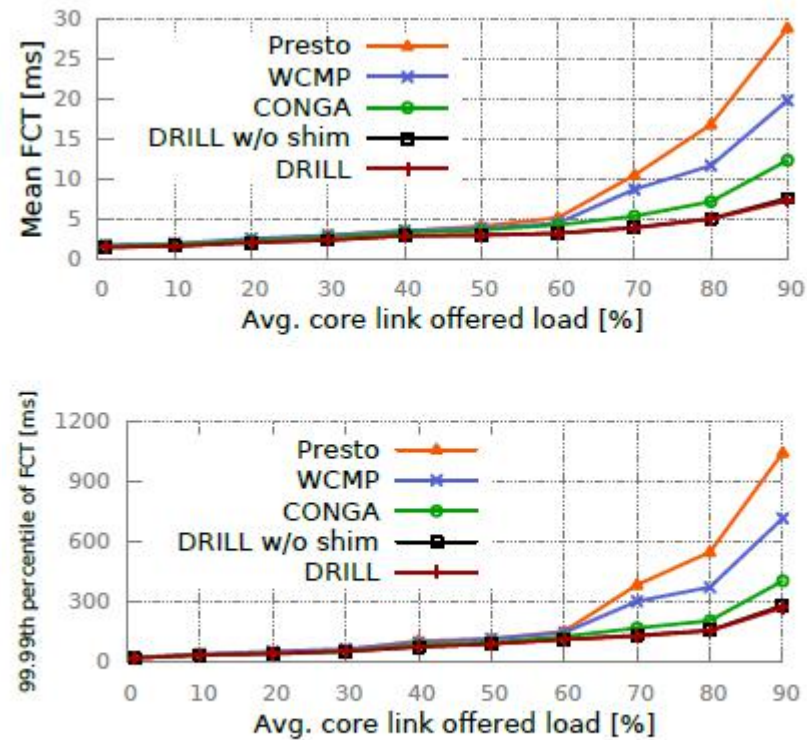 30
25
20
15
10
5
0
Mean FCT [ms]
Presto
WCMP
CONGA
DRILL w/o shim
DRILL
0 10 20 30 40 50 60 70 80 90
Avg. core link offered load [%]
1200
900
600
300
0
99.99th percentile of FCT [ms]
Presto
WCMP
CONGA
DRILL w/o shim
DRILL
0 10 20 30 40 50 60 70 80 90
Avg. core link offered load [%]